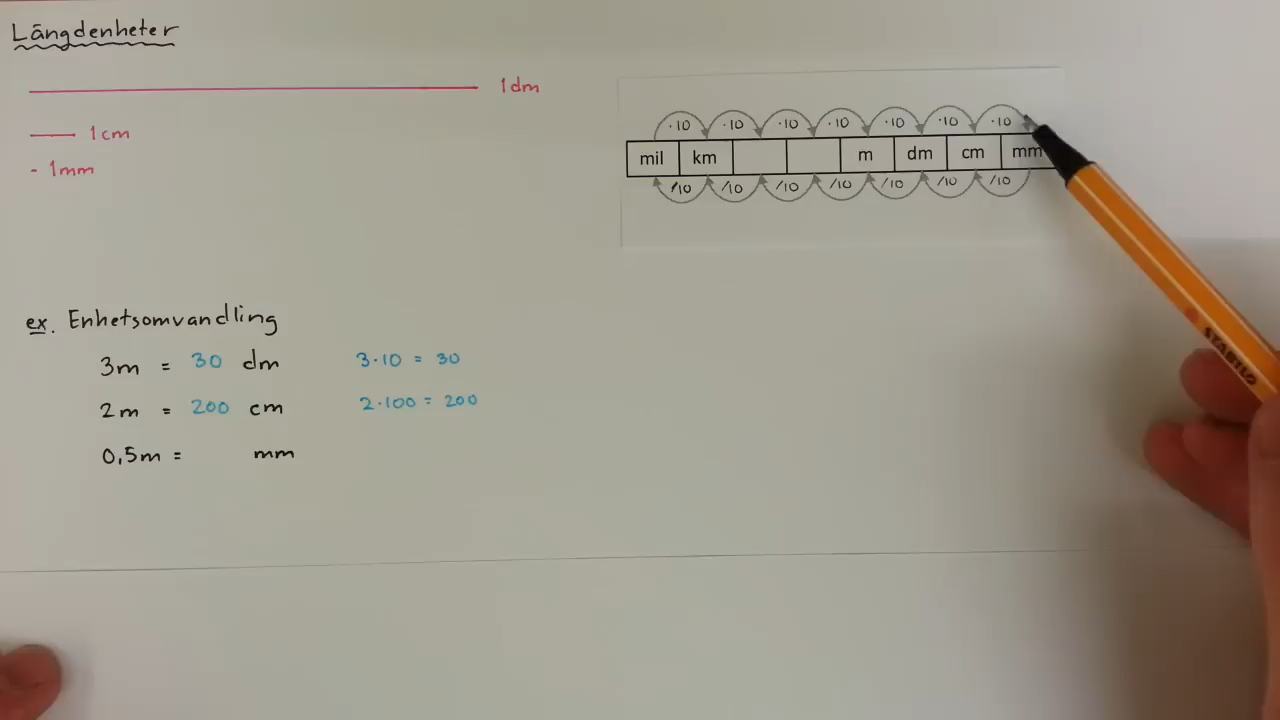 Längdenheter
1dm
1cm
1mm
·10 ·10 ·10 ·10 ·10 ·10 ·10
mil km m dm cm mm
/10 /10 /10 /10 /10 /10 /10
ex. Enhetsomvandling
3m = 30 dm 3·10 = 30
2m = 200 cm 2·100 = 200
0,5m = mm
STABILO